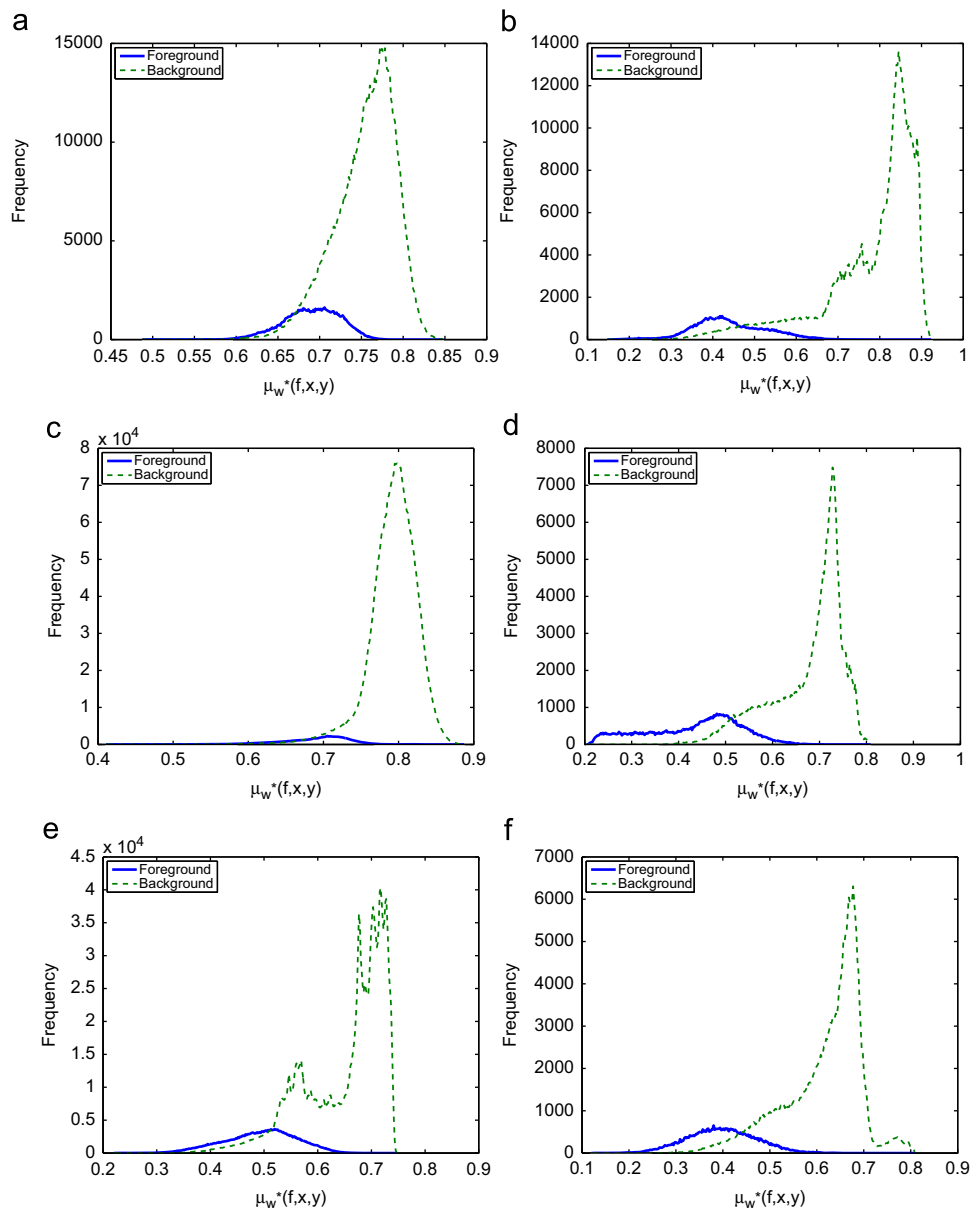 a
15000
10000
5000
0
Frequency
Foreground
Background
0.45 0.5 0.55 0.6 0.65 0.7 0.75 0.8 0.85 0.9
μw*(f,x,y)
b
14000
12000
10000
8000
6000
4000
2000
0
Frequency
Foreground
Background
0.1 0.2 0.3 0.4 0.5 0.6 0.7 0.8 0.9 1
μw*(f,x,y)
c
x 10⁴
8
7
6
5
4
3
2
1
0
Frequency
Foreground
Background
0.4 0.5 0.6 0.7 0.8 0.9
μw*(f,x,y)
d
8000
7000
6000
5000
4000
3000
2000
1000
0
Frequency
Foreground
Background
0.2 0.3 0.4 0.5 0.6 0.7 0.8 0.9 1
μw*(f,x,y)
e
x 10⁴
4.5
4
3.5
3
2.5
2
1.5
1
0.5
0
Frequency
Foreground
Background
0.2 0.3 0.4 0.5 0.6 0.7 0.8 0.9
μw*(f,x,y)
f
7000
6000
5000
4000
3000
2000
1000
0
Frequency
Foreground
Background
0.1 0.2 0.3 0.4 0.5 0.6 0.7 0.8 0.9
μw*(f,x,y)